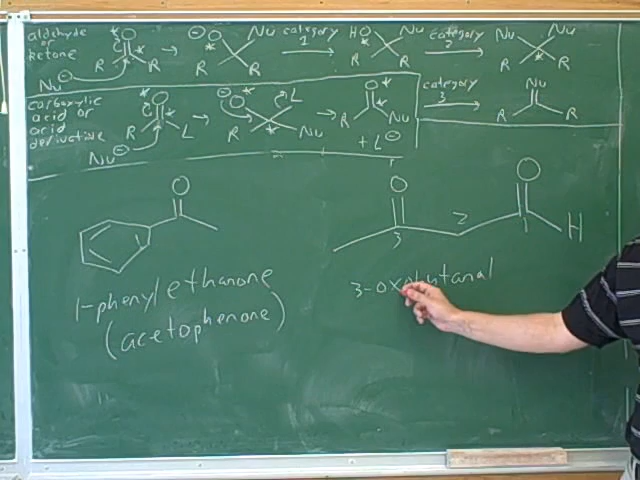 aldehyde
or
ketone
O
Nu⊖
R
R
⊖O
Nu
R
R
category
1
HO
Nu
R
R
category
2
Nu
Nu
R
R
carboxylic
acid or
acid
derivative
O
R
L
Nu⊖
⊖O
L
R
Nu
O
R
Nu
+ L⊖
category
3
Nu
R
R
O
O
O
3
2
1
H
1-phenylethanone
(acetophenone)
3-oxobutanal